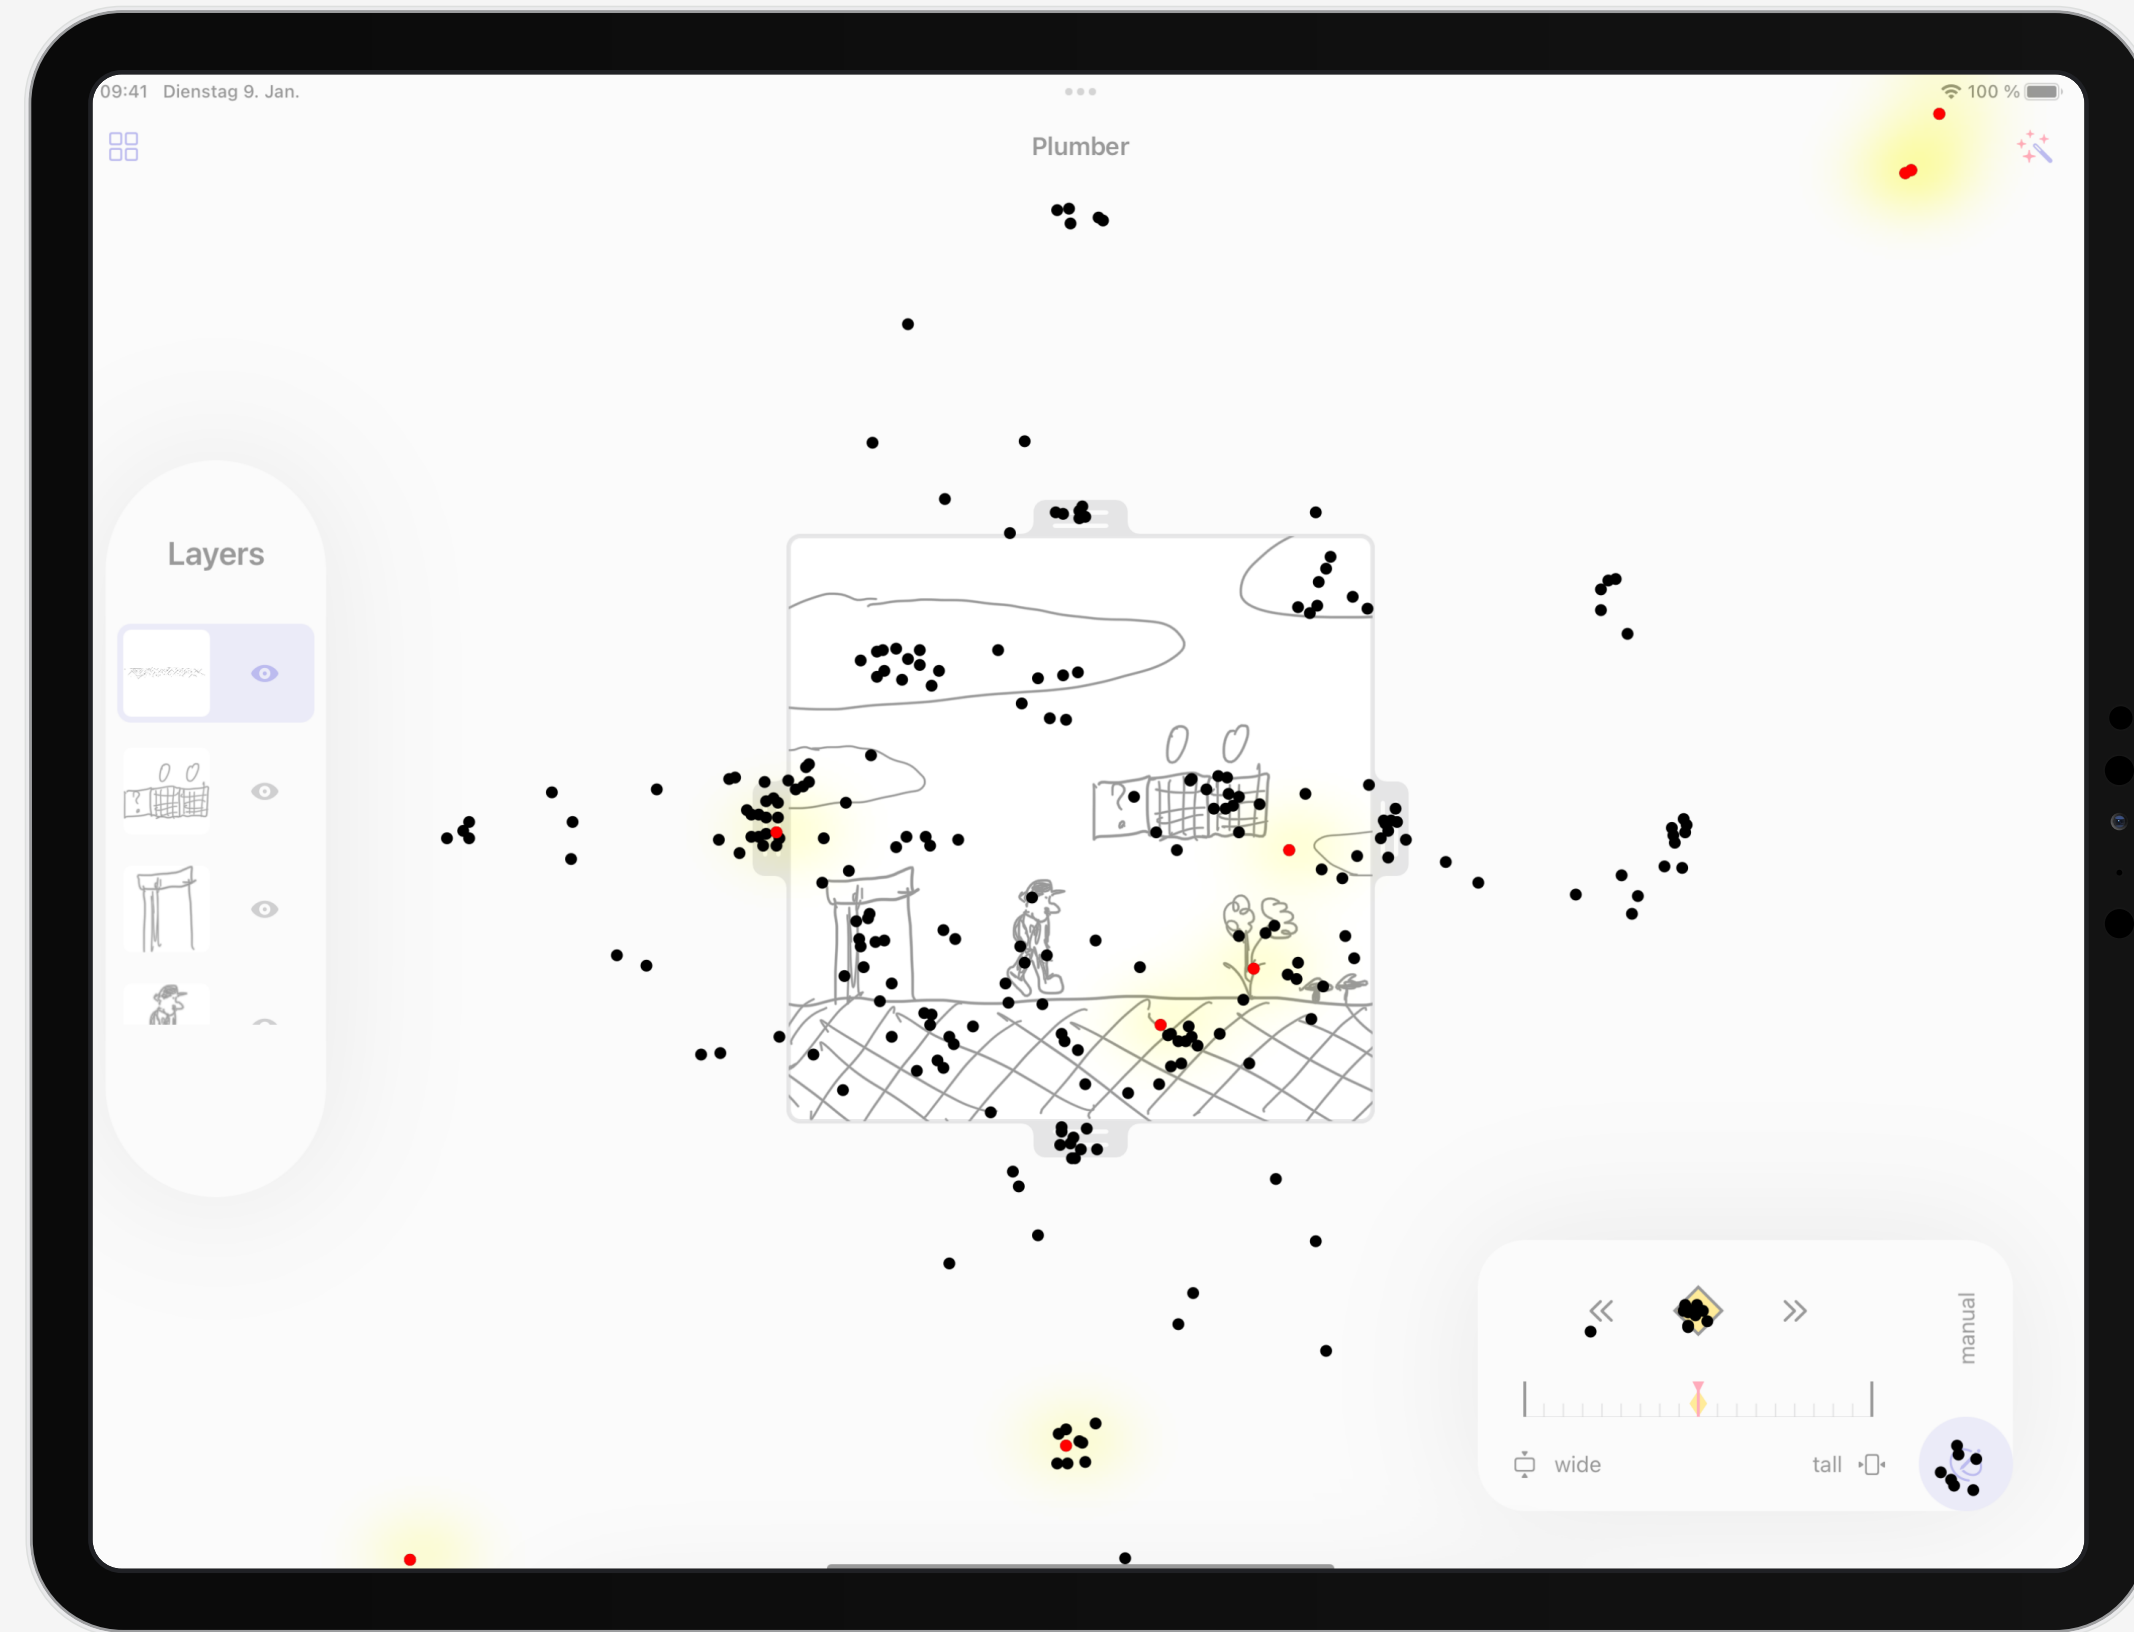 09:41 Dienstag 9. Jan.
100 %
Plumber
Layers
?
?
manual
wide
tall